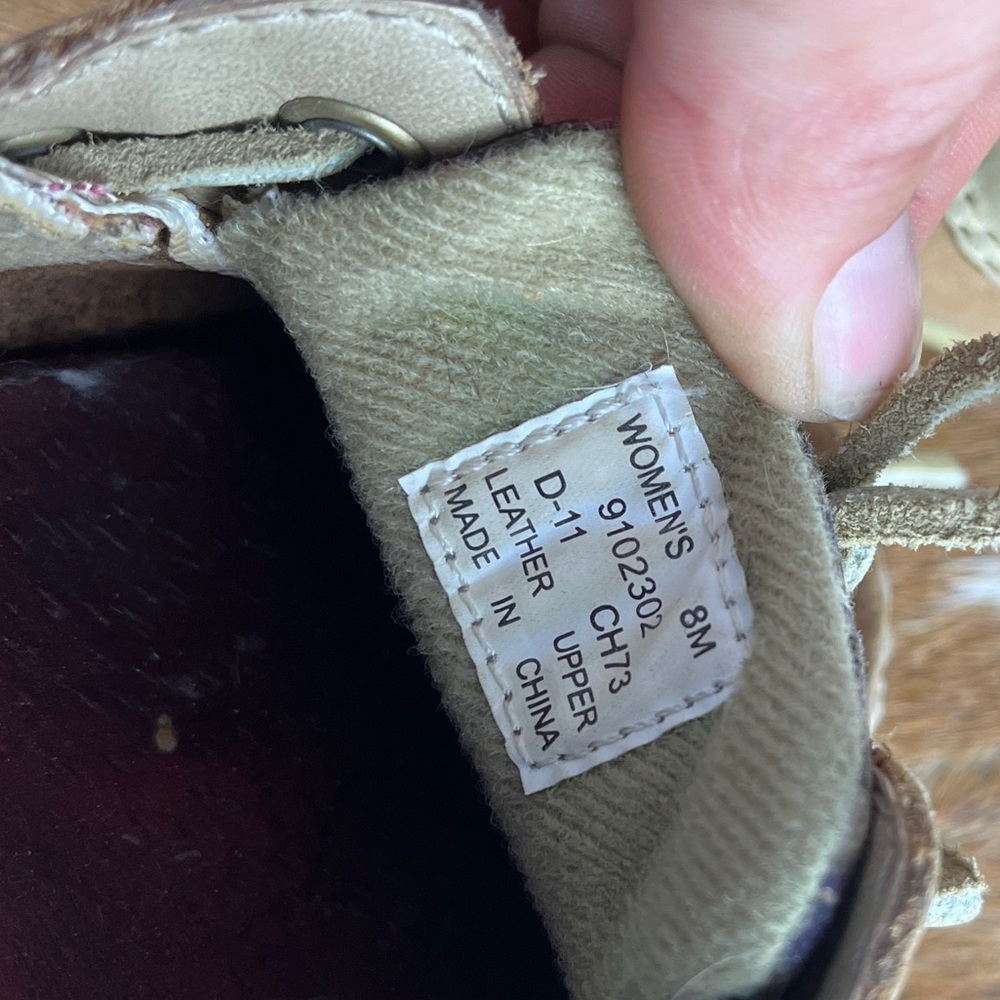 WOMEN'S 8M
9102302
D-11 CH73
LEATHER UPPER
MADE IN CHINA